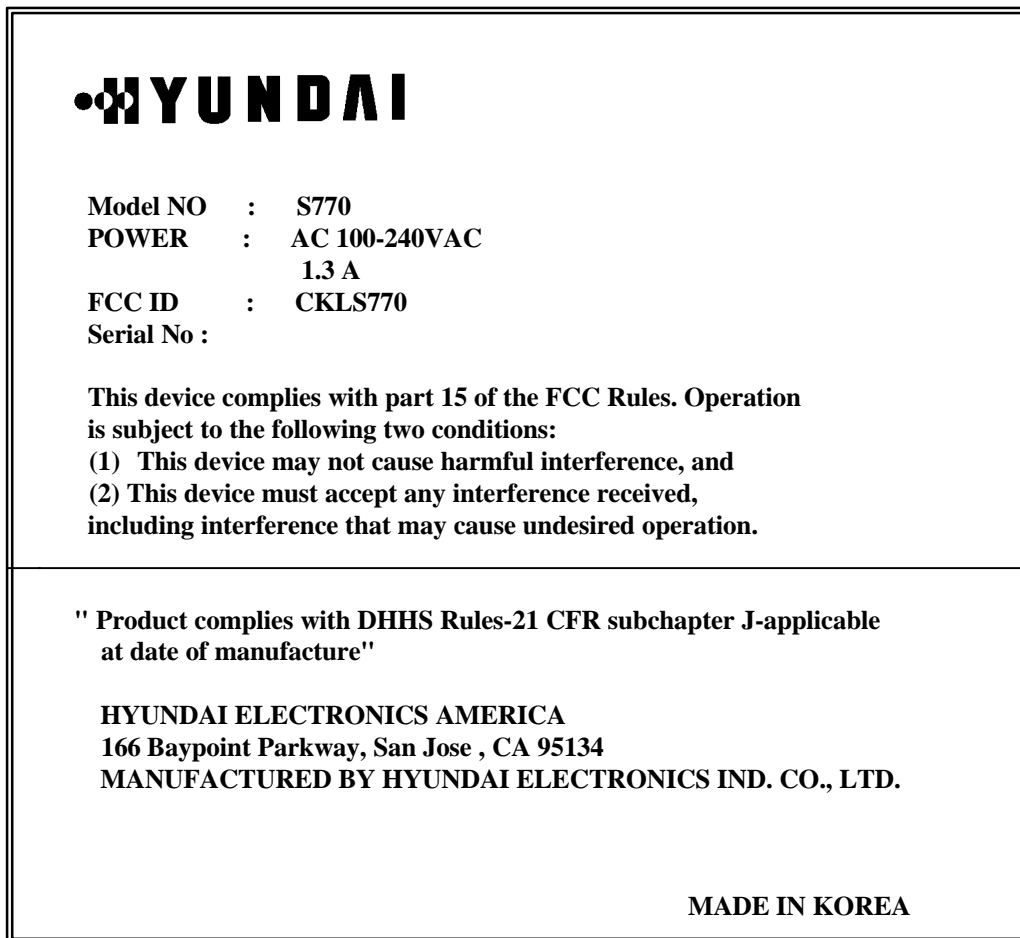 HYUNDAI
Model NO : S770
POWER : AC 100-240VAC
1.3 A
FCC ID : CKLS770
Serial No :
This device complies with part 15 of the FCC Rules. Operation
is subject to the following two conditions:
(1) This device may not cause harmful interference, and
(2) This device must accept any interference received,
including interference that may cause undesired operation.
" Product complies with DHHS Rules-21 CFR subchapter J-applicable
at date of manufacture"
HYUNDAI ELECTRONICS AMERICA
166 Baypoint Parkway, San Jose , CA 95134
MANUFACTURED BY HYUNDAI ELECTRONICS IND. CO., LTD.
MADE IN KOREA